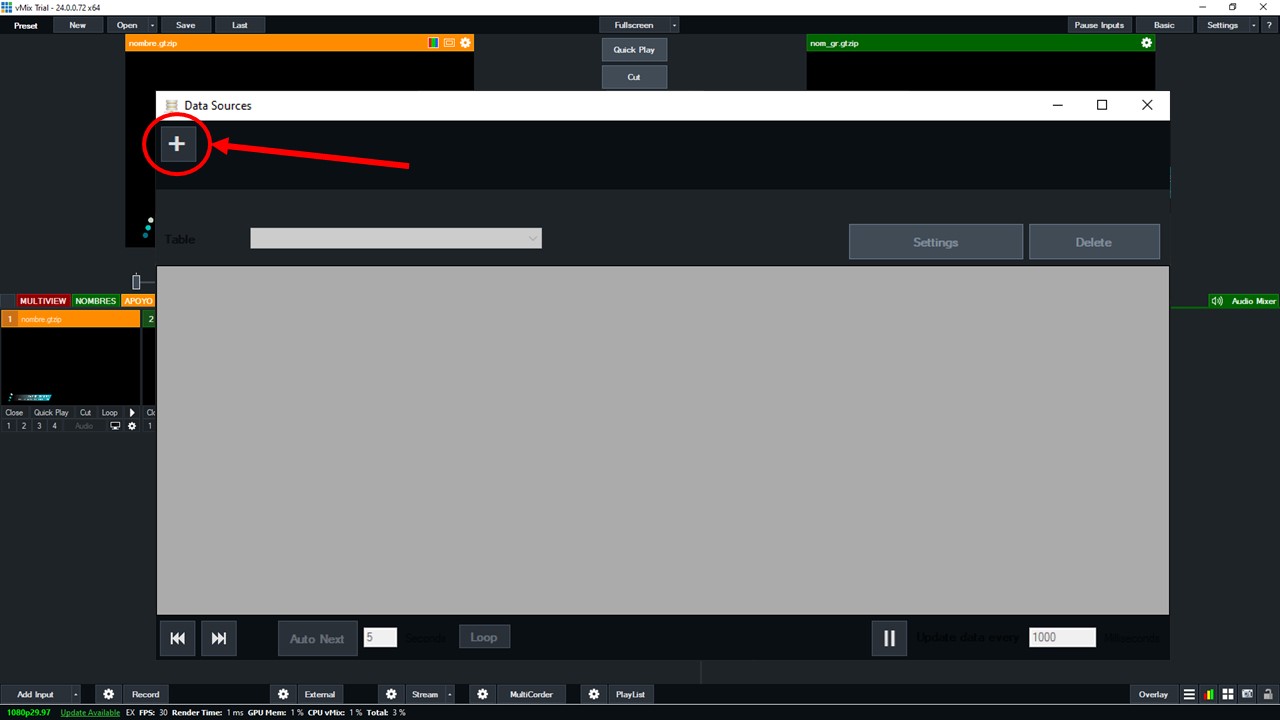 vMix Trial - 24.0.0.72 x64
Preset New Open Save Last Fullscreen Pause Inputs Basic Settings ?
nombre.gtzip
Quick Play
nom_gr.gtzip
Cut
Data Sources
+
Table
Settings Delete
MULTIVIEW NOMBRES APOYO
Audio Mixer
1 nombre.gtzip 2
Close Quick Play Cut Loop Clo
1 2 3 4 Audio 1
Auto Next 5 Seconds Loop Update data every 1000
Add Input Record External Stream MultiCorder PlayList Overlay
1080p29.97 Update Available EX FPS: 30 Render Time: 1 ms GPU Mem: 1 % CPU vMix: 1 % Total: 3 %